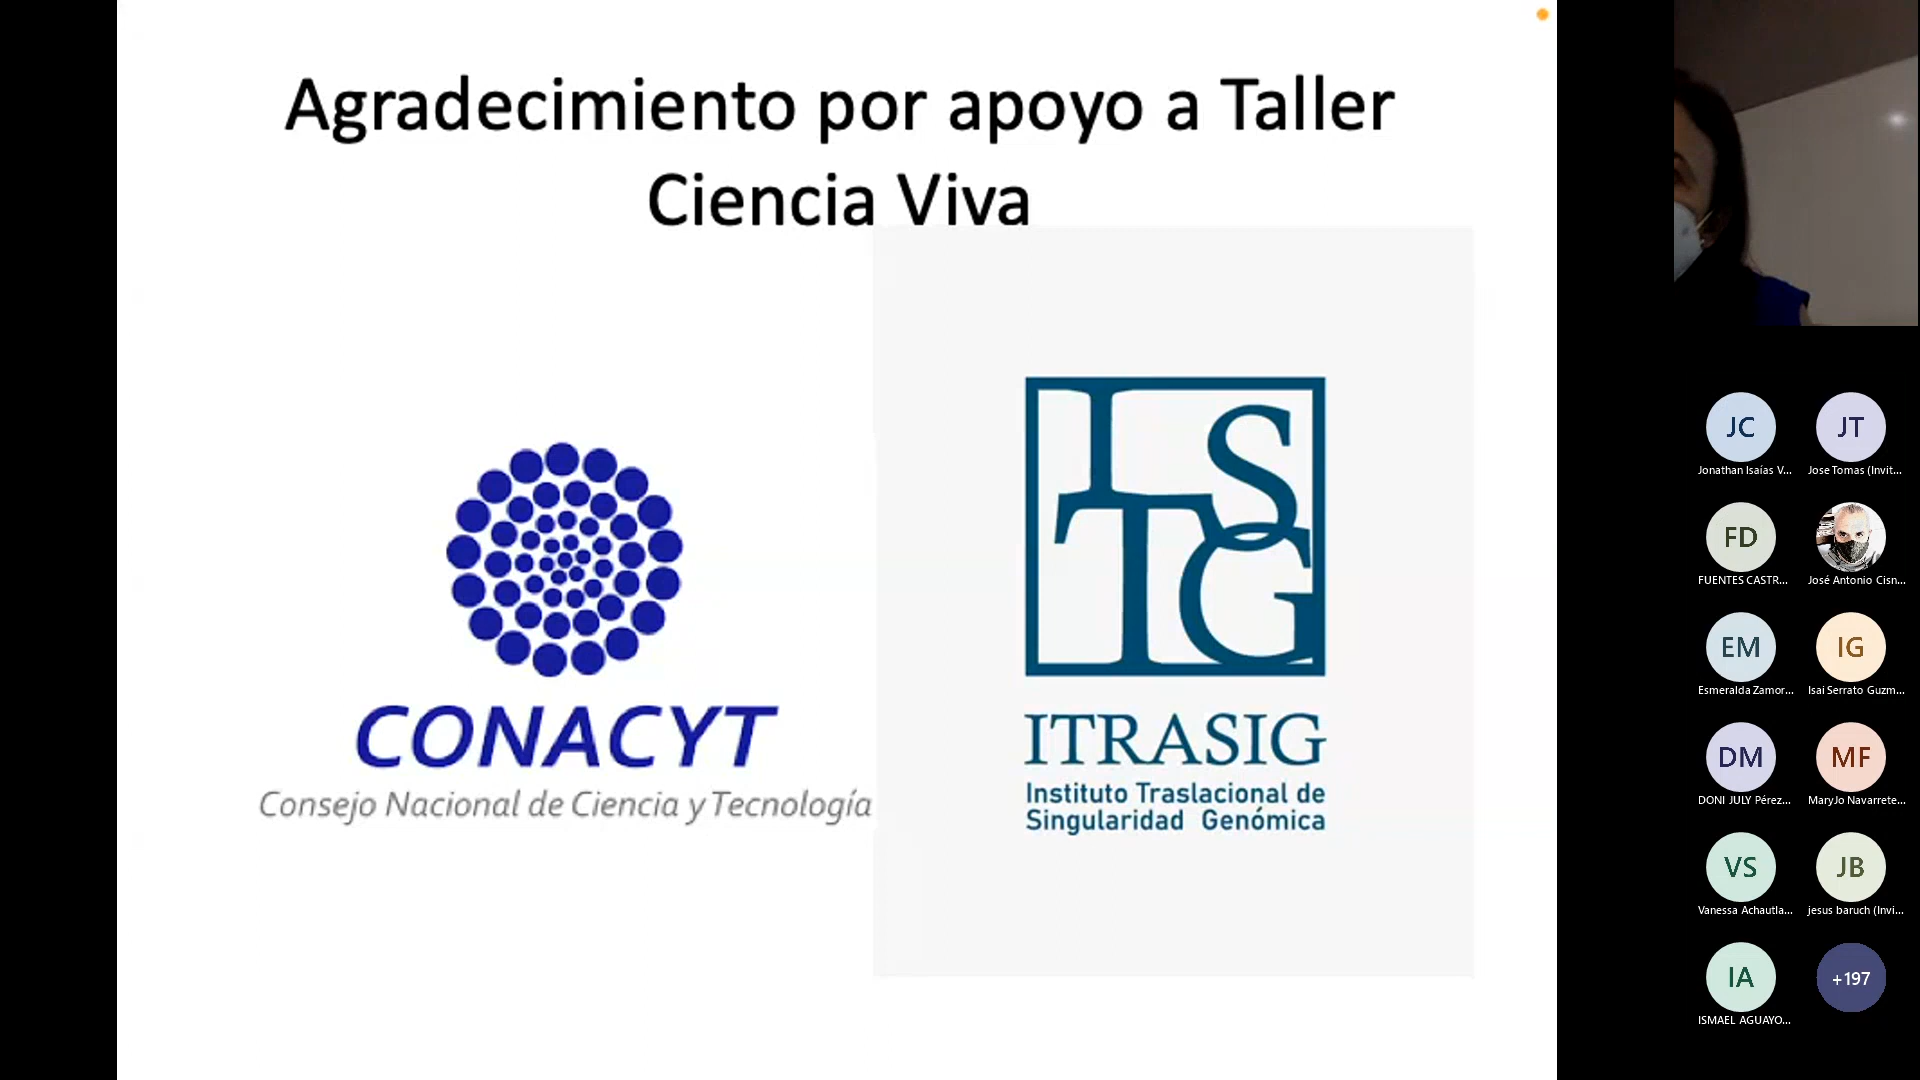 Agradecimiento por apoyo a Taller
Ciencia Viva
CONACYT
Consejo Nacional de Ciencia y Tecnología
ISTG
ITRASIG
Instituto Traslacional de
Singularidad Genómica
JC
Jonathan Isaías V...
JT
Jose Tomas (Invit...
FD
FUENTES CASTR...
José Antonio Cisn...
EM
Esmeralda Zamor...
IG
Isai Serrato Guzm...
DM
DONI JULY Pérez...
MF
MaryJo Navarrete...
VS
Vanessa Achautla...
JB
jesus baruch (Invi...
IA
ISMAEL AGUAYO...
+197